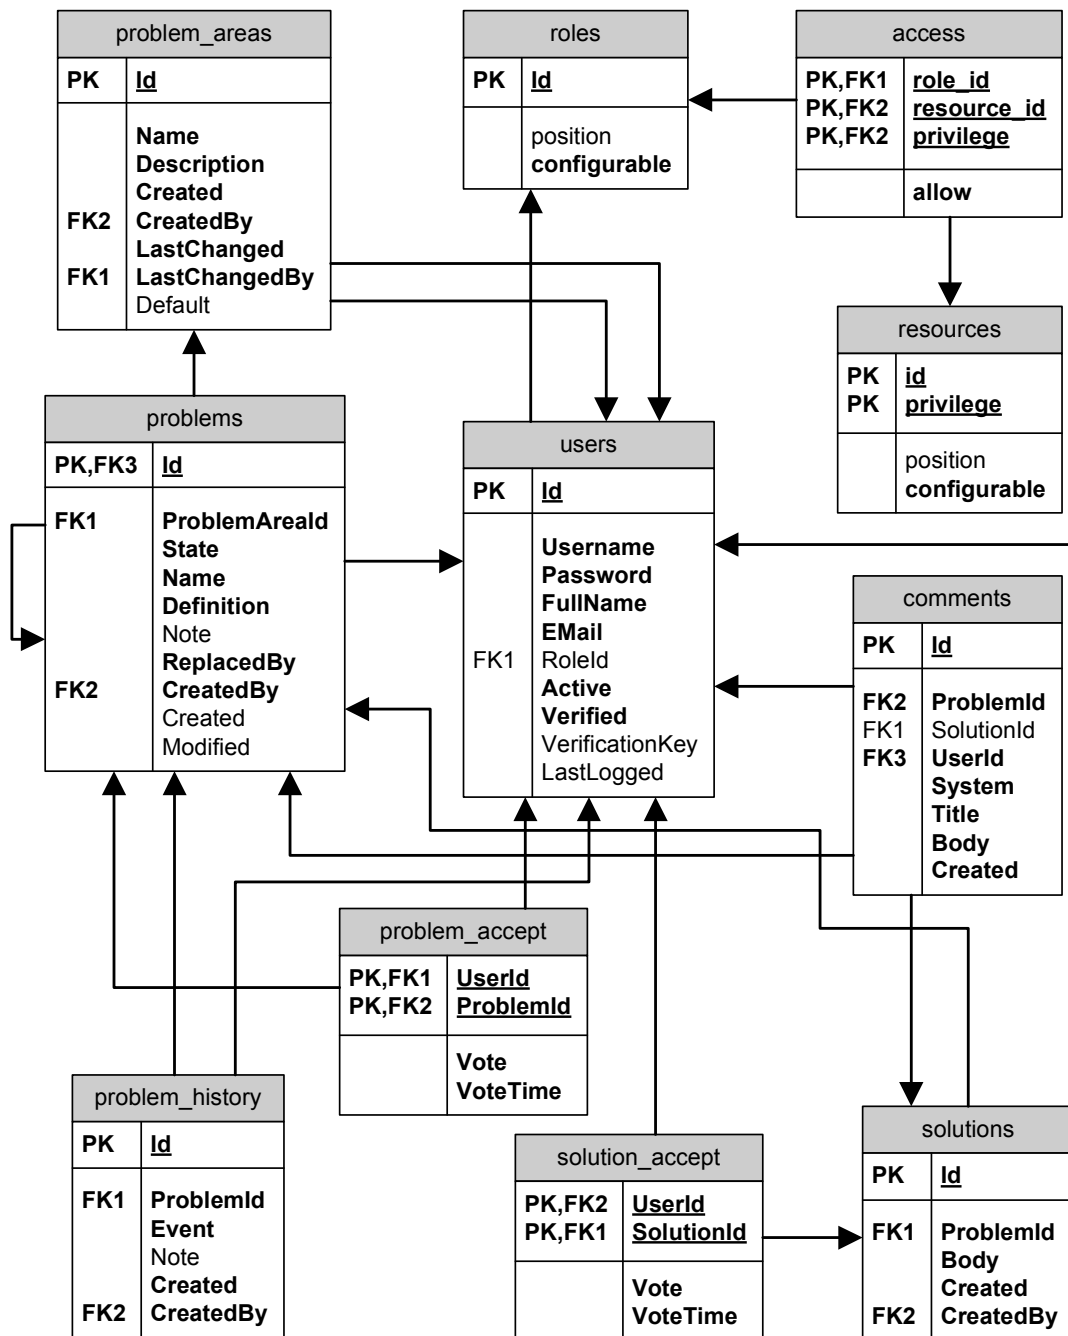 problem_areas
PK Id
Name
Description
Created
FK2 CreatedBy
LastChanged
FK1 LastChangedBy
Default
roles
PK Id
position
configurable
access
PK,FK1 role_id
PK,FK2 resource_id
PK,FK2 privilege
allow
resources
PK id
PK privilege
position
configurable
problems
PK,FK3 Id
FK1 ProblemAreaId
State
Name
Definition
Note
ReplacedBy
FK2 CreatedBy
Created
Modified
users
PK Id
Username
Password
FullName
EMail
FK1 RoleId
Active
Verified
VerificationKey
LastLogged
comments
PK Id
FK2 ProblemId
FK1 SolutionId
FK3 UserId
System
Title
Body
Created
problem_accept
PK,FK1 UserId
PK,FK2 ProblemId
Vote
VoteTime
problem_history
PK Id
FK1 ProblemId
Event
Note
Created
FK2 CreatedBy
solution_accept
PK,FK2 UserId
PK,FK1 SolutionId
Vote
VoteTime
solutions
PK Id
FK1 ProblemId
Body
Created
FK2 CreatedBy